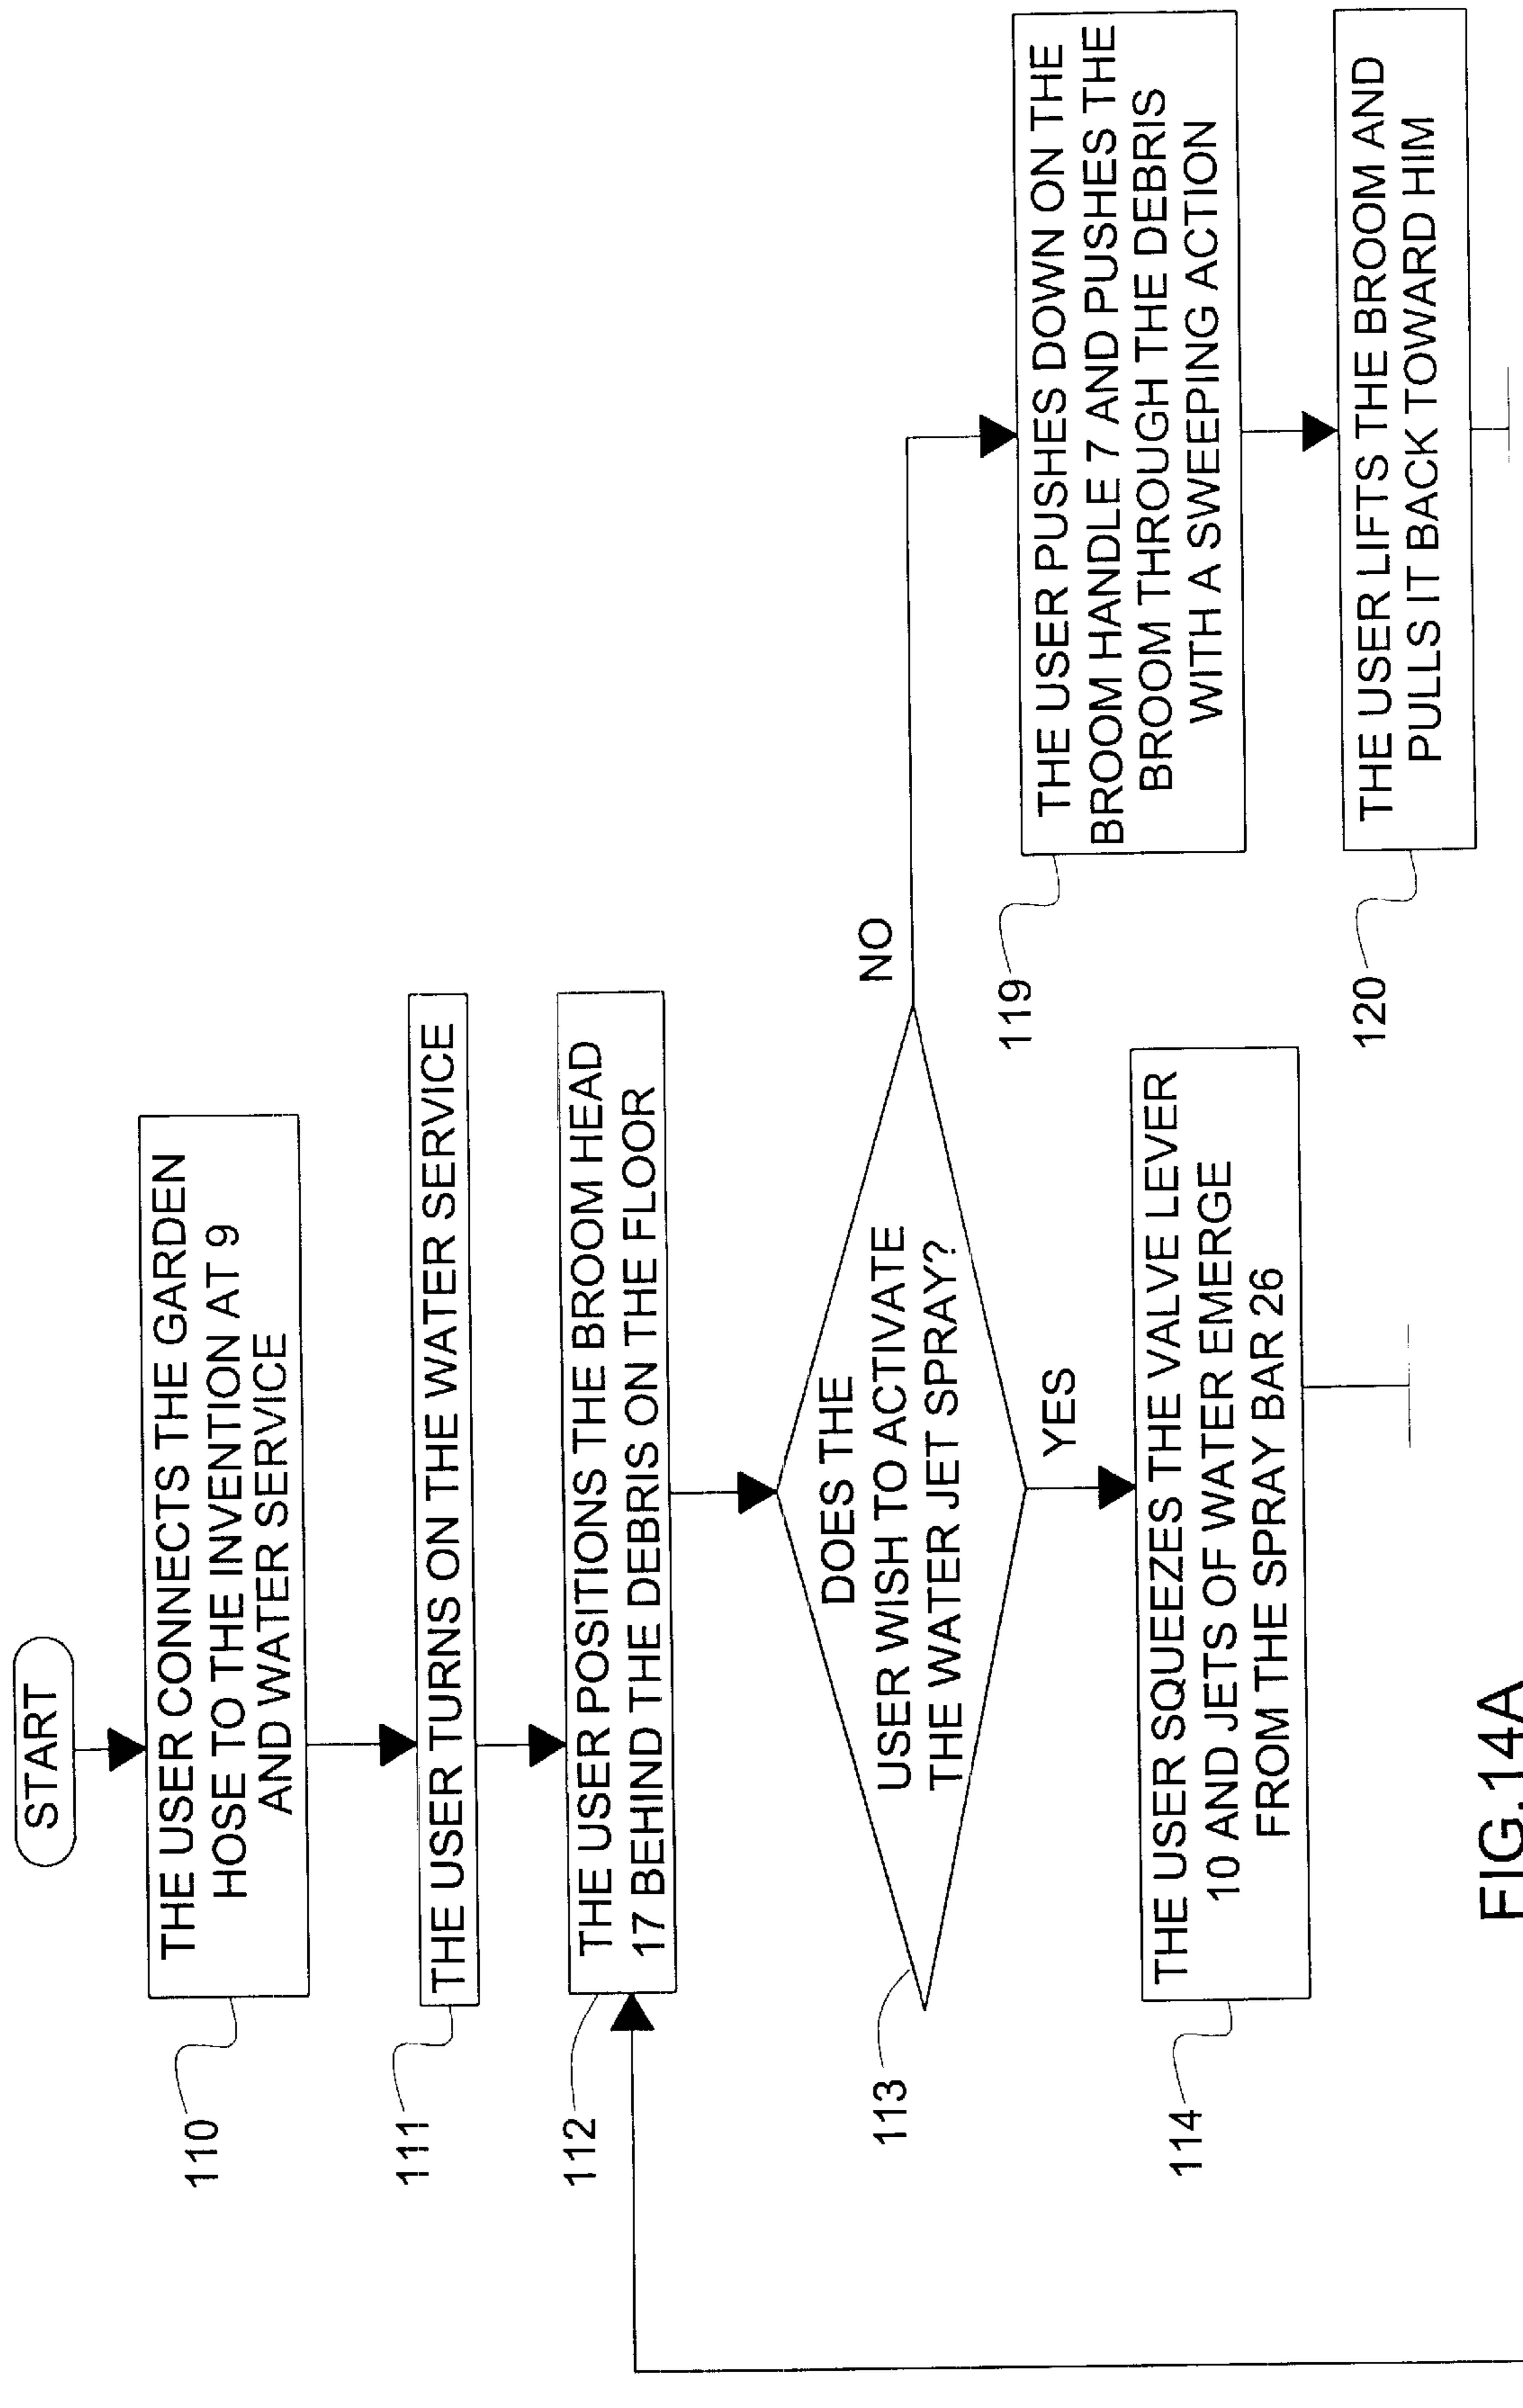 START
THE USER CONNECTS THE GARDEN
HOSE TO THE INVENTION AT 9
AND WATER SERVICE
110
THE USER TURNS ON THE WATER SERVICE
111
THE USER POSITIONS THE BROOM HEAD
17 BEHIND THE DEBRIS ON THE FLOOR
112
DOES THE
USER WISH TO ACTIVATE
THE WATER JET SPRAY?
113
NO
YES
THE USER SQUEEZES THE VALVE LEVER
10 AND JETS OF WATER EMERGE
FROM THE SPRAY BAR 26
114
THE USER PUSHES DOWN ON THE
BROOM HANDLE 7 AND PUSHES THE
BROOM THROUGH THE DEBRIS
WITH A SWEEPING ACTION
119
THE USER LIFTS THE BROOM AND
PULLS IT BACK TOWARD HIM
120
FIG.14A